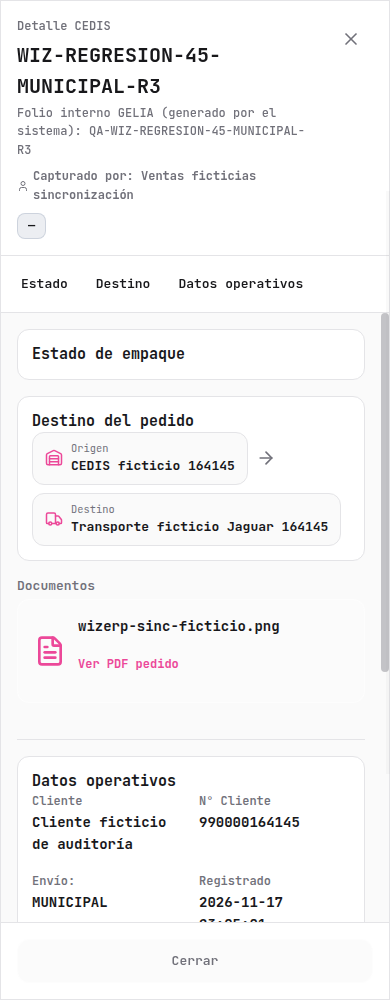 Detalle CEDIS
WIZ-REGRESION-45-
MUNICIPAL-R3
Folio interno GELIA (generado por el
sistema): QA-WIZ-REGRESION-45-MUNICIPAL-
R3
Capturado por: Ventas ficticias
sincronización
—
Estado Destino Datos operativos
Estado de empaque
Destino del pedido
Origen
CEDIS ficticio 164145
Destino
Transporte ficticio Jaguar 164145
Documentos
wizerp-sinc-ficticio.png
Ver PDF pedido
Datos operativos
Cliente N° Cliente
Cliente ficticio 990000164145
de auditoría
Envío: Registrado
MUNICIPAL 2026-11-17
Cerrar